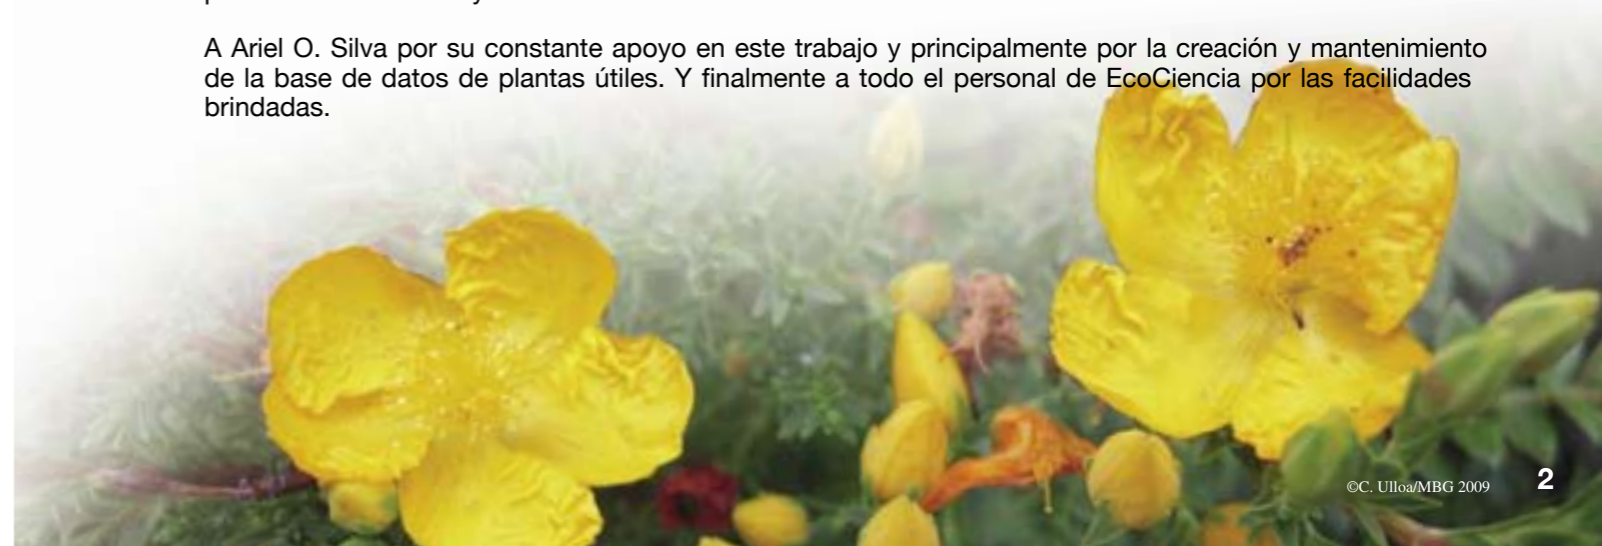 A Ariel O. Silva por su constante apoyo en este trabajo y principalmente por la creación y mantenimiento
de la base de datos de plantas útiles. Y finalmente a todo el personal de EcoCiencia por las facilidades
brindadas.
©C. Ulloa/MBG 2009
2